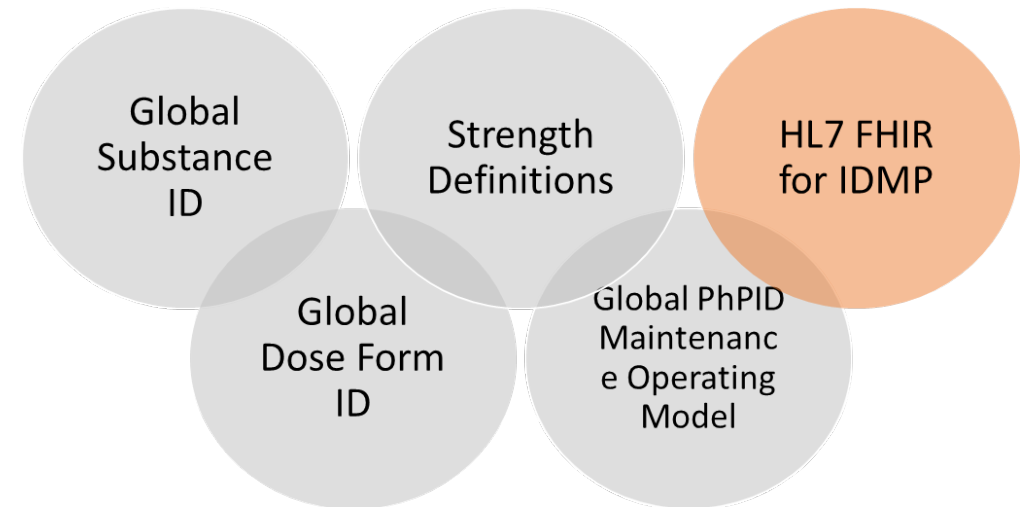 Global
Substance
ID
Strength
Definitions
HL7 FHIR
for IDMP
Global
Dose Form
ID
Global PhPID
Maintenanc
e Operating
Model